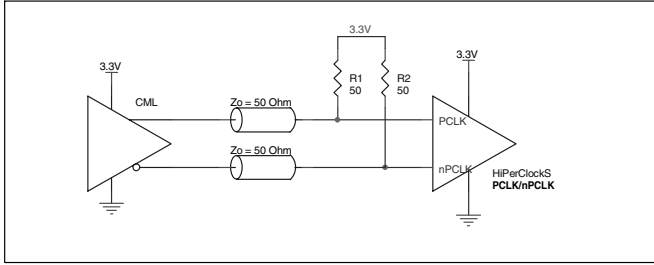 3.3V
3.3V
3.3V
R1
50
R2
50
CML
Zo = 50 Ohm
PCLK
Zo = 50 Ohm
nPCLK
HiPerClockS
PCLK/nPCLK